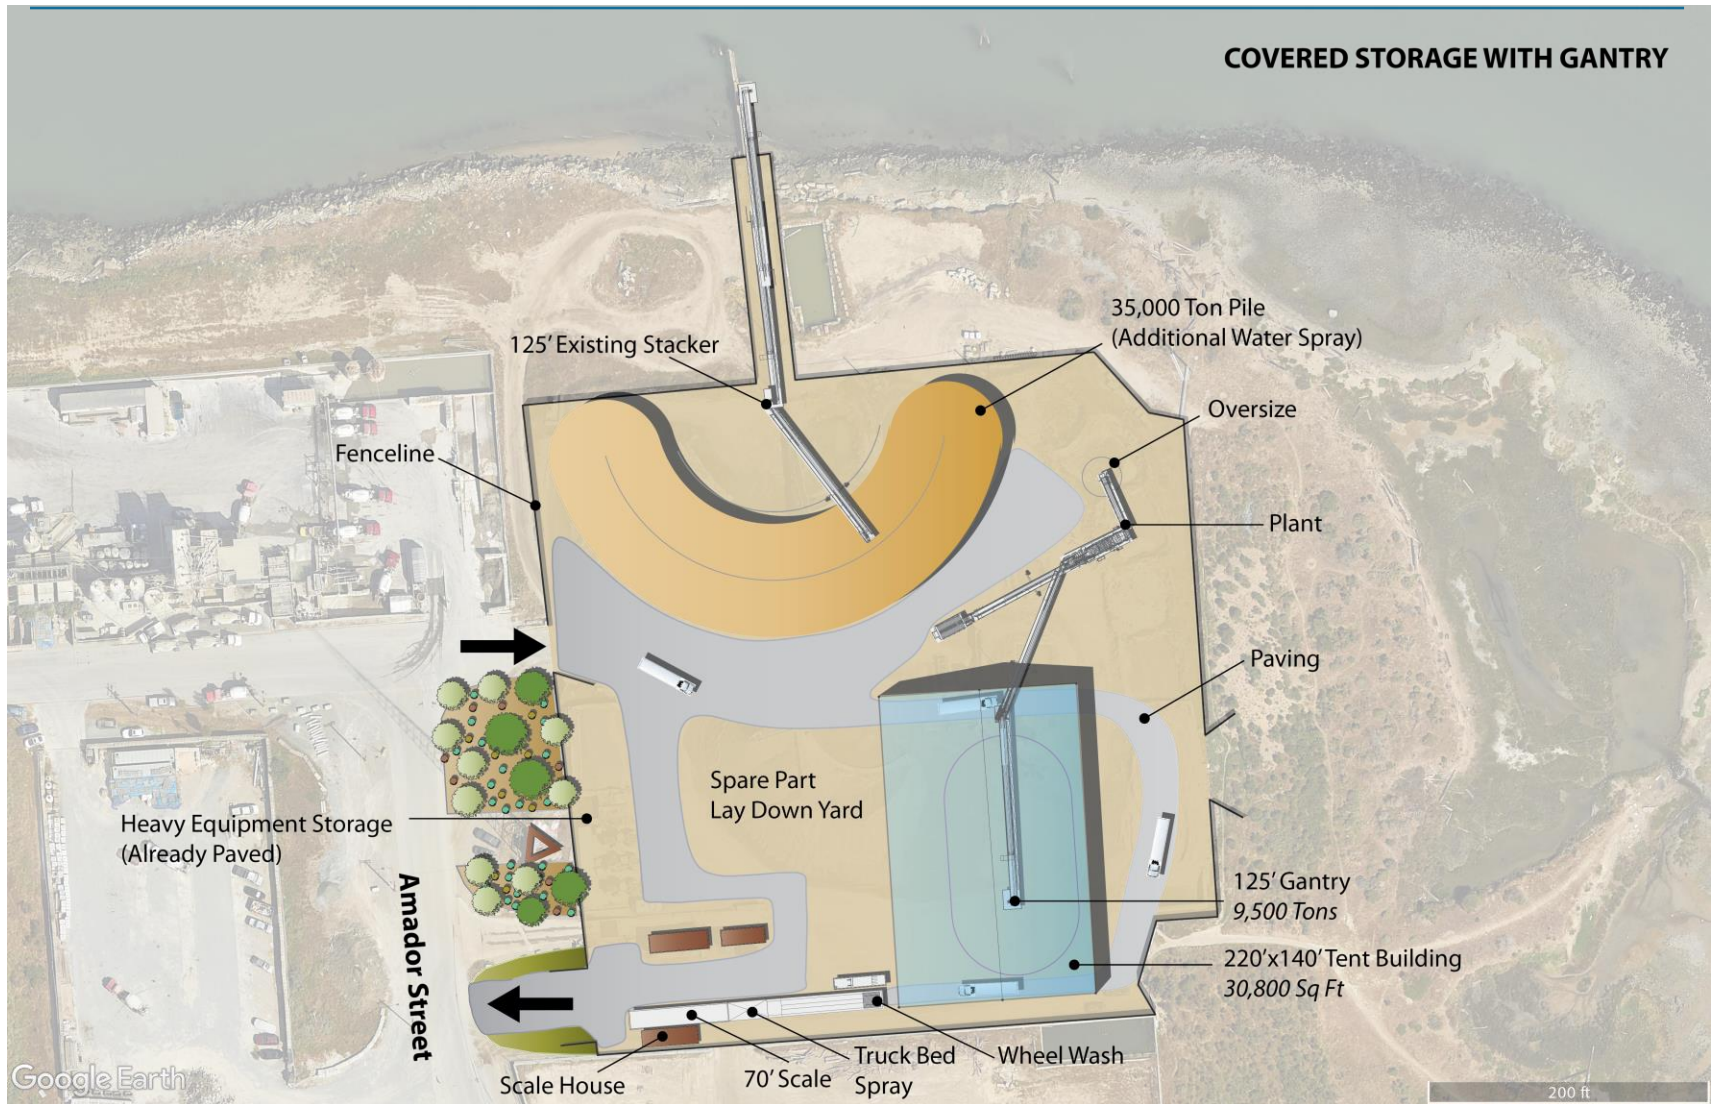 COVERED STORAGE WITH GANTRY
35,000 Ton Pile
(Additional Water Spray)
125' Existing Stacker
Oversize
Fenceline
Plant
Paving
Spare Part
Lay Down Yard
Heavy Equipment Storage
(Already Paved)
Amador Street
125' Gantry
9,500 Tons
220'x140' Tent Building
30,800 Sq Ft
Truck Bed
Spray
Wheel Wash
70' Scale
Scale House
Google Earth
200 ft